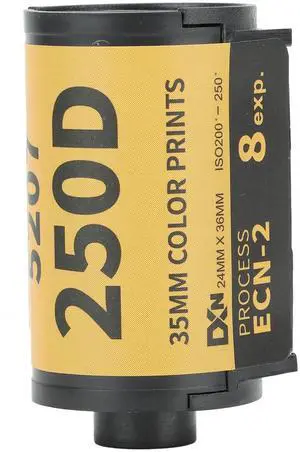 5207
250D
35MM COLOR PRINTS
DXN 24MM X 36MM ISO200° - 250°
PROCESS
ECN-2
8 exp.